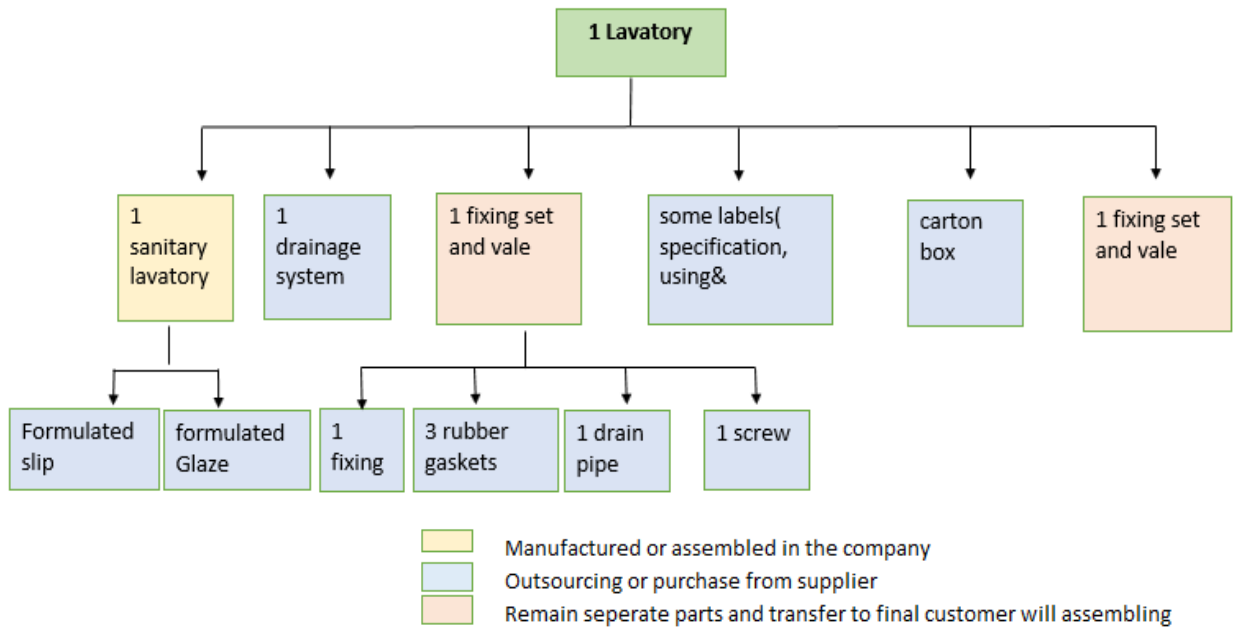 1 Lavatory
1
sanitary
lavatory
1
drainage
system
1 fixing set
and vale
some labels(
specification,
using&
carton
box
1 fixing set
and vale
Formulated
slip
formulated
Glaze
1
fixing
3 rubber
gaskets
1 drain
pipe
1 screw
Manufactured or assembled in the company
Outsourcing or purchase from supplier
Remain seperate parts and transfer to final customer will assembling